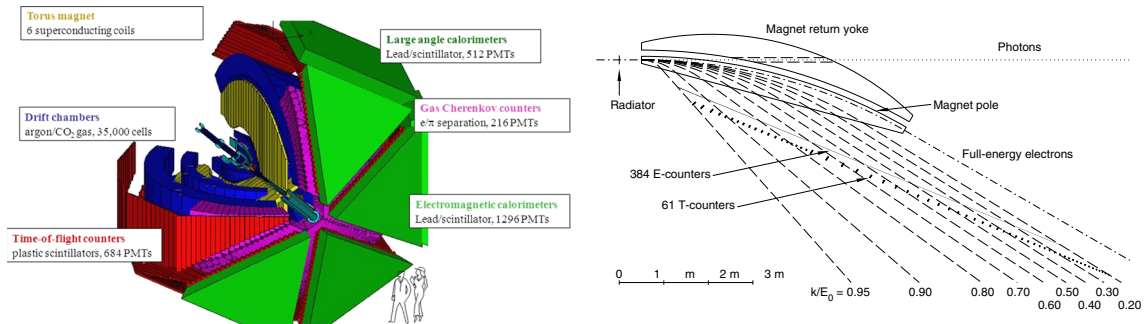 Torus magnet
6 superconducting coils
Large angle calorimeters
Lead/scintillator, 512 PMTs
Drift chambers
argon/CO2 gas, 35,000 cells
Gas Cherenkov counters
e/π separation, 216 PMTs
Electromagnetic calorimeters
Lead/scintillator, 1296 PMTs
Time-of-flight counters
plastic scintillators, 684 PMTs
Magnet return yoke
Photons
Radiator
Magnet pole
Full-energy electrons
384 E-counters
61 T-counters
0 1 m 2 m 3 m
k/E0 = 0.95 0.90 0.80 0.70 0.60 0.50 0.40 0.30 0.20